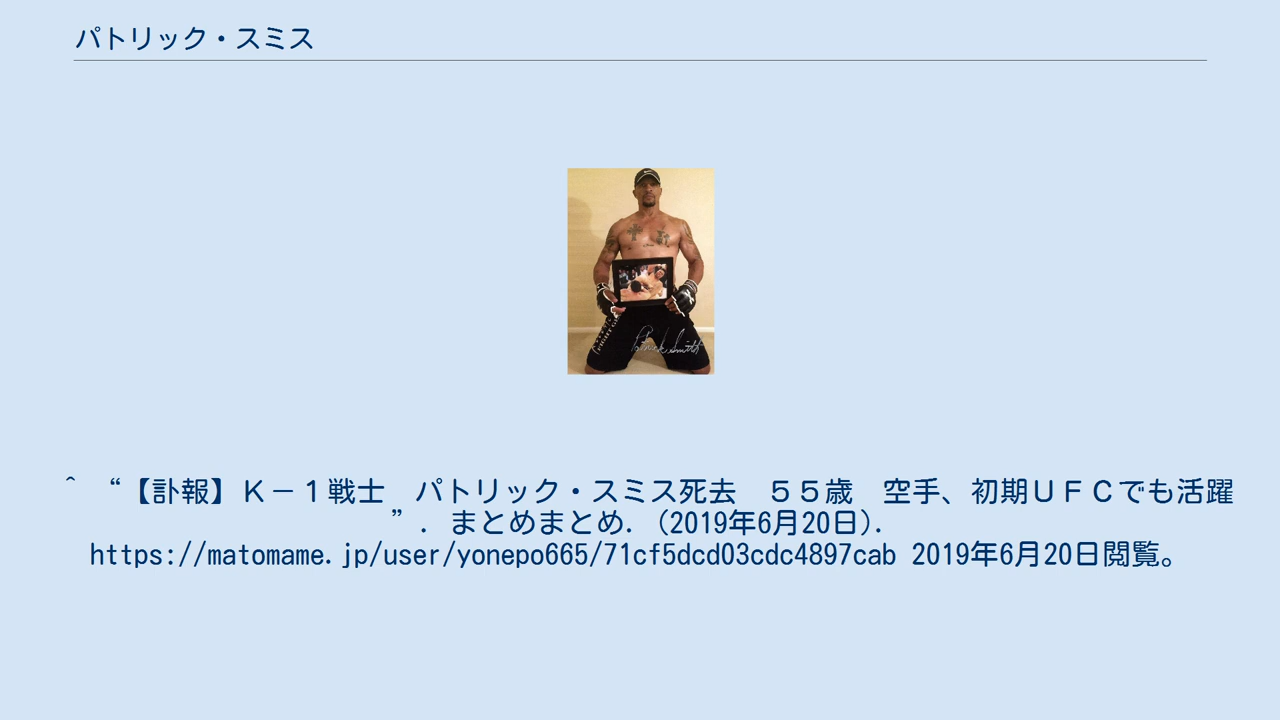 パトリック・スミス
Patrick Smith
^ “【訃報】Ｋ－１戦士　パトリック・スミス死去　５５歳　空手、初期ＵＦＣでも活躍
”. まとめまとめ. (2019年6月20日).
https://matomame.jp/user/yonepo665/71cf5dcd03cdc4897cab 2019年6月20日閲覧。